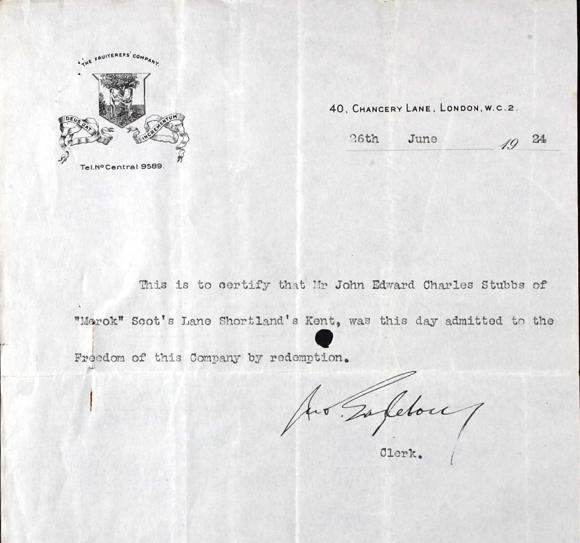 THE FRUITERERS' COMPANY.
DEUS DAT
INCREMENTUM
Tel. No Central 9589.
40, CHANCERY LANE, LONDON, W.C.2.
26th June 1924
This is to certify that Mr John Edward Charles Stubbs of
"Marok" Scot's Lane Shortland's Kent, was this day admitted to the
Freedom of this Company by redemption.
Clerk.